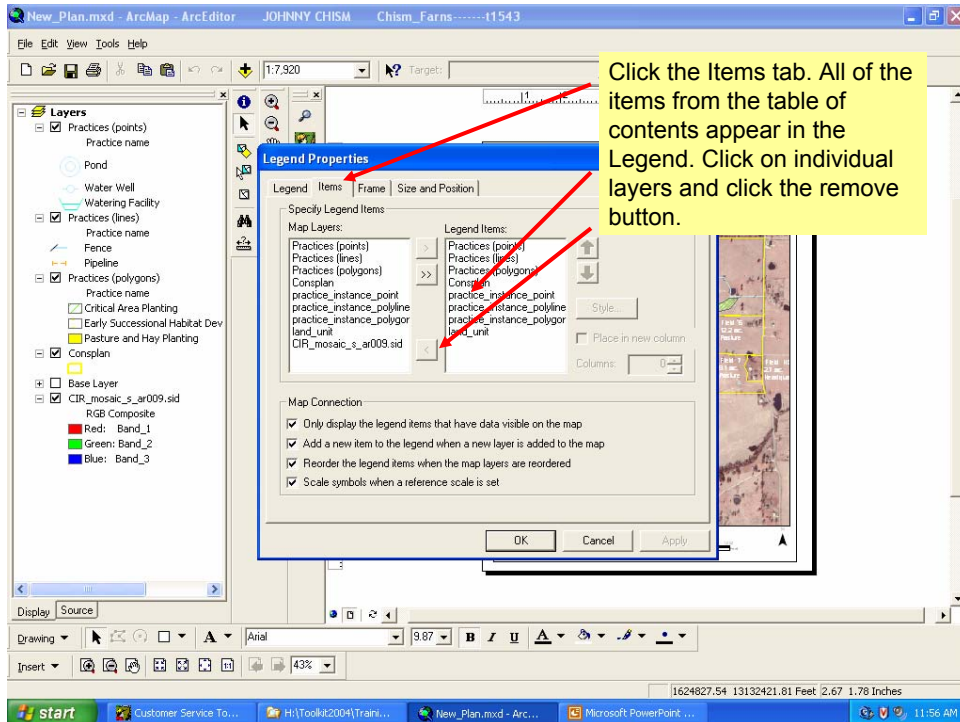 New_Plan.mxd - ArcMap - ArcEditor JOHNNY CHISM Chism_Farns-------t1543
File Edit View Tools Help
1:7,920 Target:
Click the Items tab. All of the
items from the table of
contents appear in the
Legend. Click on individual
layers and click the remove
button.
Layers
Practices (points)
Practice name
Pond
Water Well
Watering Facility
Practices (lines)
Practice name
Fence
Pipeline
Practices (polygons)
Practice name
Critical Area Planting
Early Successional Habitat Dev
Pasture and Hay Planting
Consplan
Base Layer
CIR_mosaic_s_ar009.sid
RGB Composite
Red: Band_1
Green: Band_2
Blue: Band_3
Display Source
1 2
Legend Properties
Legend Items Frame Size and Position
Specify Legend Items
Map Layers:
Practices (points)
Practices (lines)
Practices (polygons)
Consplan
practice_instance_point
practice_instance_polyline
practice_instance_polygor
land_unit
CIR_mosaic_s_ar009.sid
>
>>
<
Legend Items:
Practices (points)
Practices (lines)
Practices (polygons)
Consplan
practice_instance_point
practice_instance_polyline
practice_instance_polygor
land_unit
Style...
Place in new column
Columns: 0
Map Connection
Only display the legend items that have data visible on the map
Add a new item to the legend when a new layer is added to the map
Reorder the legend items when the map layers are reordered
Scale symbols when a reference scale is set
OK Cancel Apply
Drawing A Arial 9.87 B I U A
Insert 1:1 43%
1624827.54 13132421.81 Feet 2.67 1.78 Inches
start Customer Service To... H:\Toolkit2004\Traini... New_Plan.mxd - Arc... Microsoft PowerPoint ... 11:56 AM